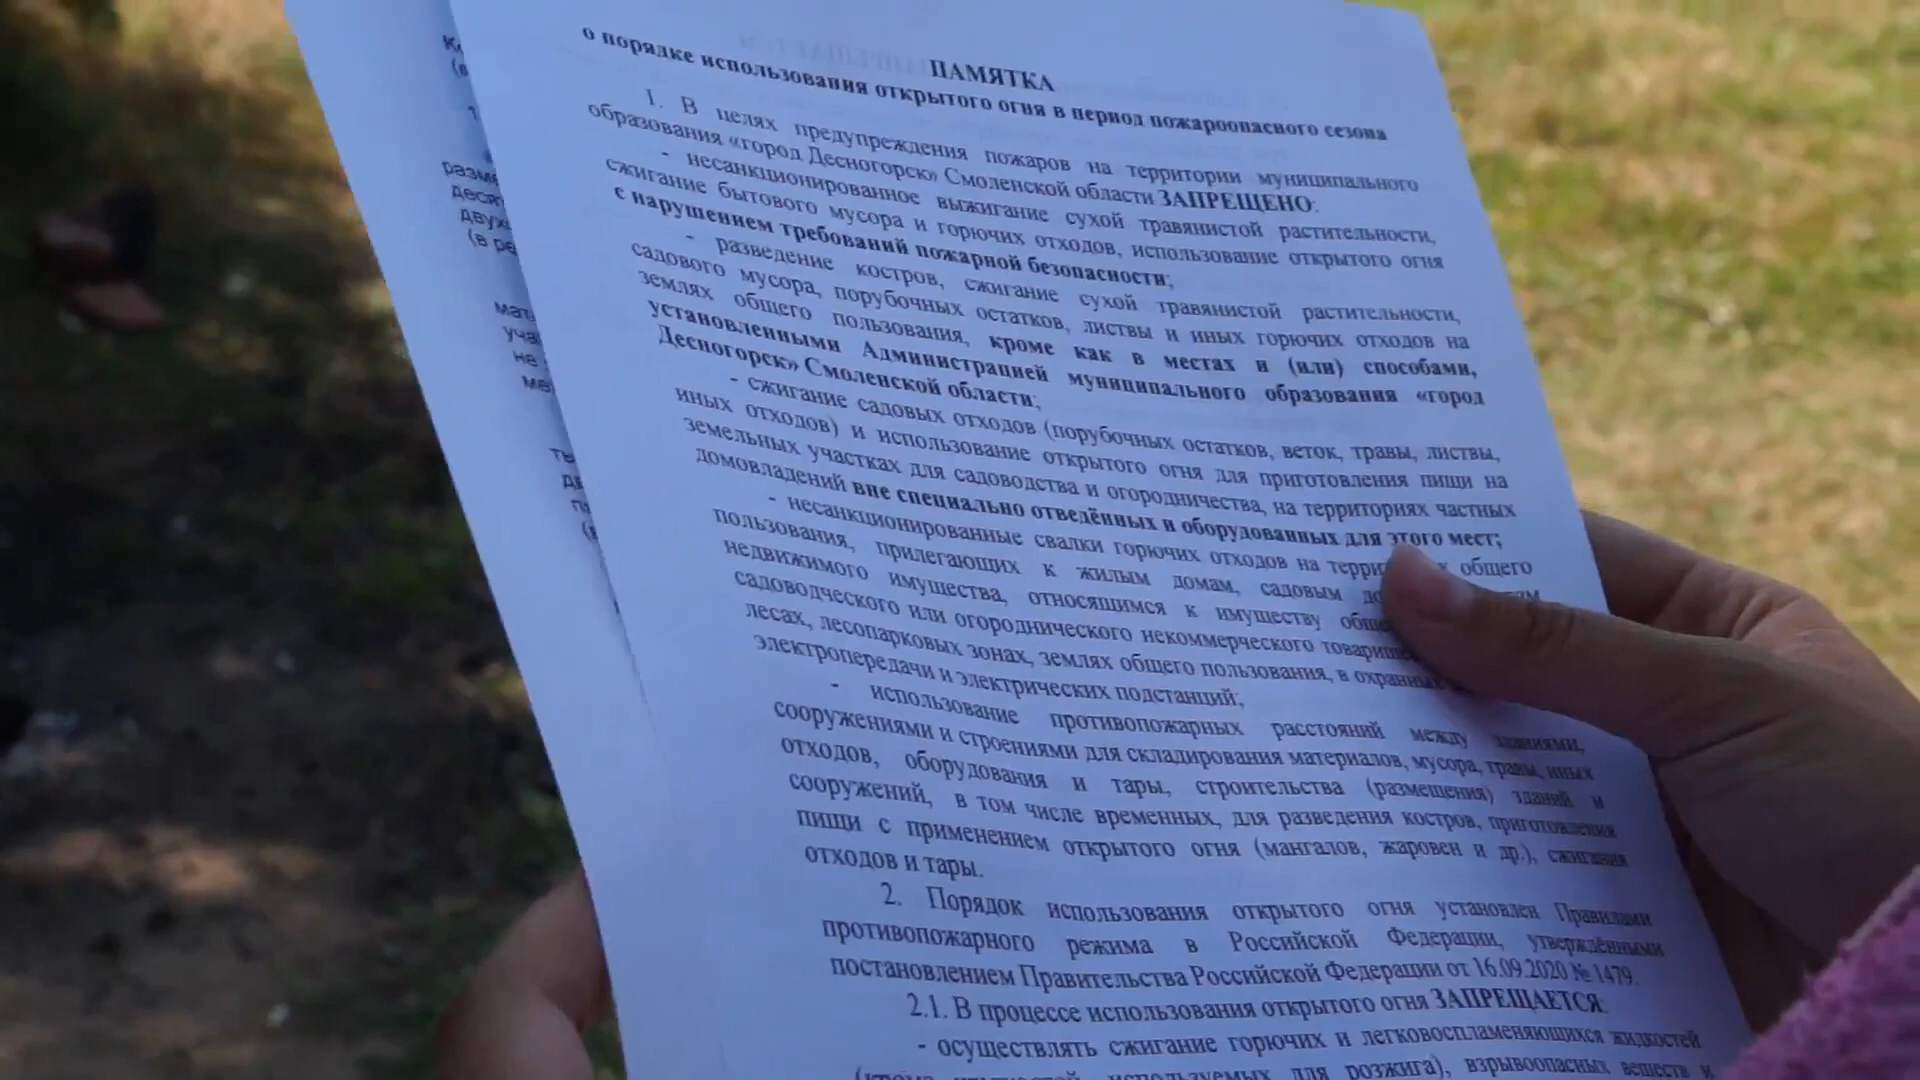 ПАМЯТКА
о порядке использования открытого огня в период пожароопасного сезона
1. В целях предупреждения пожаров на территории муниципального
образования «город Десногорск» Смоленской области ЗАПРЕЩЕНО:
- несанкционированное выжигание сухой травянистой растительности,
сжигание бытового мусора и горючих отходов, использование открытого огня
с нарушением требований пожарной безопасности;
- разведение костров, сжигание сухой травянистой растительности,
садового мусора, порубочных остатков, листвы и иных горючих отходов на
землях общего пользования, кроме как в местах и (или) способами,
установленными Администрацией муниципального образования «город
Десногорск» Смоленской области;
- сжигание садовых отходов (порубочных остатков, веток, травы, листвы,
иных отходов) и использование открытого огня для приготовления пищи на
земельных участках для садоводства и огородничества, на территориях частных
домовладений вне специально отведённых и оборудованных для этого мест;
- несанкционированные свалки горючих отходов на общего
пользования, прилегающих к жилым домам, садовым
недвижимого имущества, относящимся к имуществу
садоводческого или огороднического некоммерческого
лесах, лесопарковых зонах, землях общего пользования, в
электропередачи и электрических подстанций;
- использование противопожарных расстояний между зданиями,
сооружениями и строениями для складирования материалов, мусора, травы, иных
отходов, оборудования и тары, строительства (размещения) зданий и
сооружений, в том числе временных, для разведения костров, приготовления
пищи с применением открытого огня (мангалов, жаровен и др.), сжигания
отходов и тары.
2. Порядок использования открытого огня установлен Правилами
противопожарного режима в Российской Федерации, утверждёнными
постановлением Правительства Российской Федерации от 16.09.2020 № 1479.
2.1. В процессе использования открытого огня ЗАПРЕЩАЕТСЯ:
- осуществлять сжигание горючих и легковоспламеняющихся жидкостей
используемых для розжига), взрывоопасных веществ и